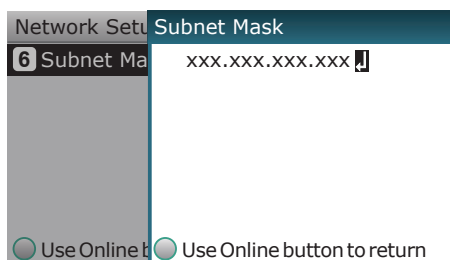 Network Setu
6 Subnet Ma
Use Online b
Subnet Mask
xxx.xxx.xxx.xxx
Use Online button to return